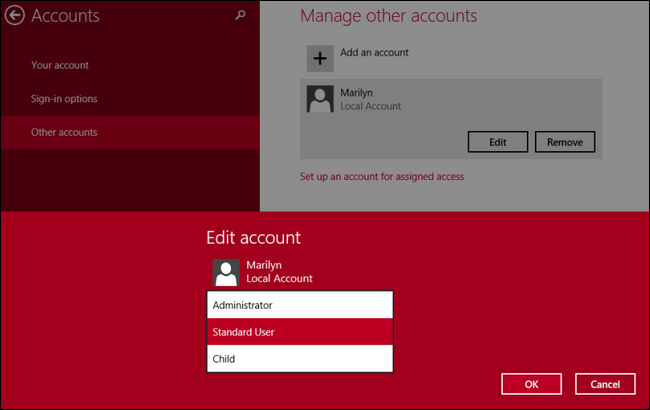 Accounts
Your account
Sign-in options
Other accounts
Manage other accounts
Add an account
Marilyn
Local Account
Edit
Remove
Set up an account for assigned access
Edit account
Marilyn
Local Account
Administrator
Standard User
Child
OK
Cancel